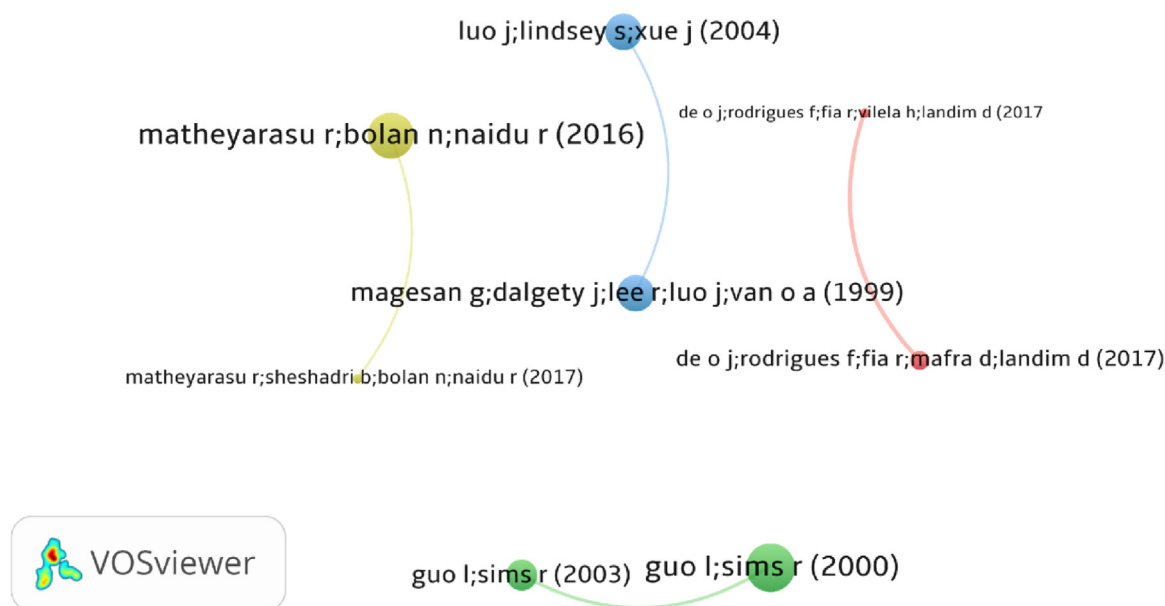 luo j;lindsey s;xue j (2004)
de o j;rodrigues f;fia r;vilela h;landim d (2017
matheyarasu r;bolan n;naidu r (2016)
magesan g;dalgety j;lee r;luo j;van o a (1999)
de o j;rodrigues f;fia r;mafra d;landim d (2017)
matheyarasu r;sheshadri b;bolan n;naidu r (2017)
VOSviewer
guo l;sims r (2003)
guo l;sims r (2000)